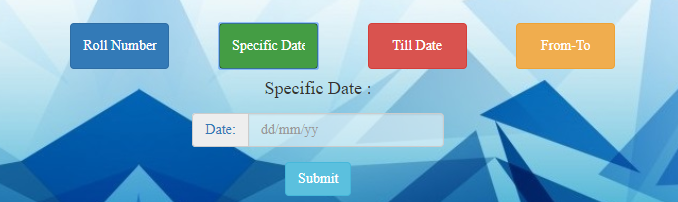 Roll Number
Specific Date
Till Date
From-To
Specific Date :
Date: dd/mm/yy
Submit